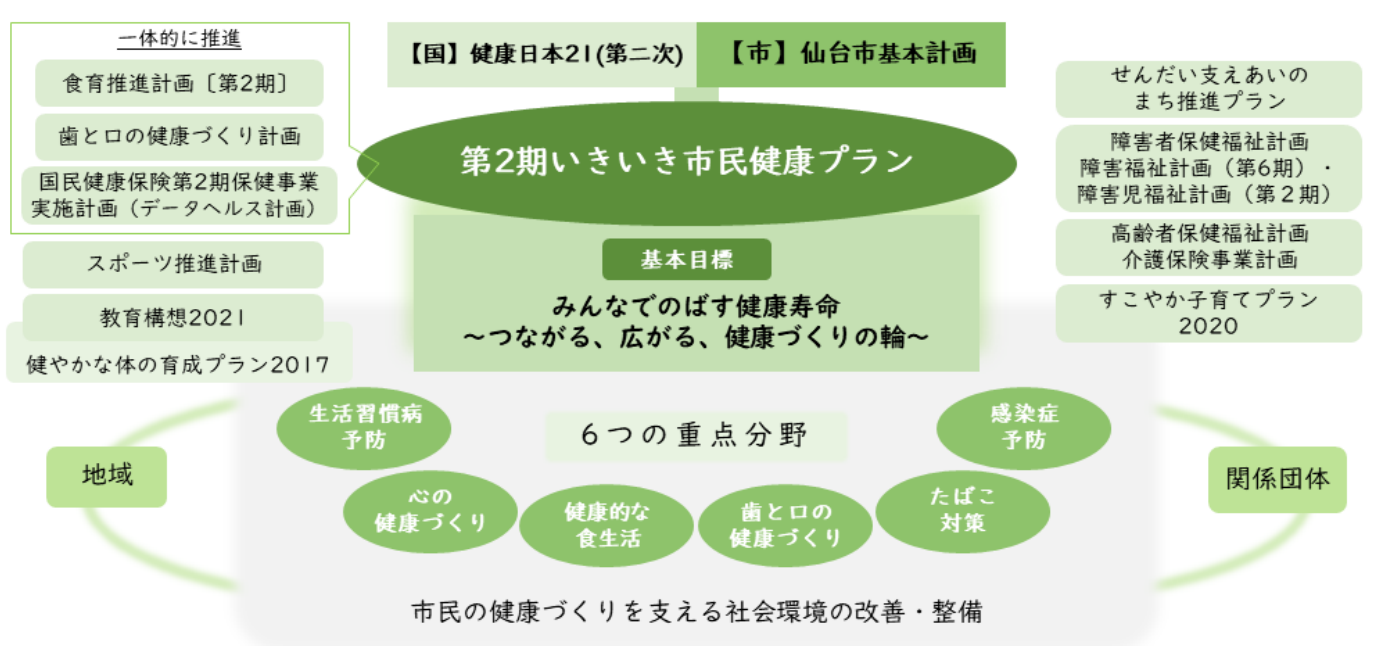 一体的に推進
食育推進計画〔第2期〕
歯と口の健康づくり計画
国民健康保険第2期保健事業
実施計画(データヘルス計画)
スポーツ推進計画
教育構想2021
健やかな体の育成プラン2017
【国】健康日本21(第二次)
【市】仙台市基本計画
第2期いきいき市民健康プラン
基本目標
みんなでのばす健康寿命
~つながる、広がる、健康づくりの輪~
せんだい支えあいの
まち推進プラン
障害者保健福祉計画
障害福祉計画(第6期)・
障害児福祉計画(第2期)
高齢者保健福祉計画
介護保険事業計画
すこやか子育てプラン
2020
6つの重点分野
生活習慣病
予防
心の
健康づくり
健康的な
食生活
歯と口の
健康づくり
たばこ
対策
感染症
予防
地域
関係団体
市民の健康づくりを支える社会環境の改善・整備